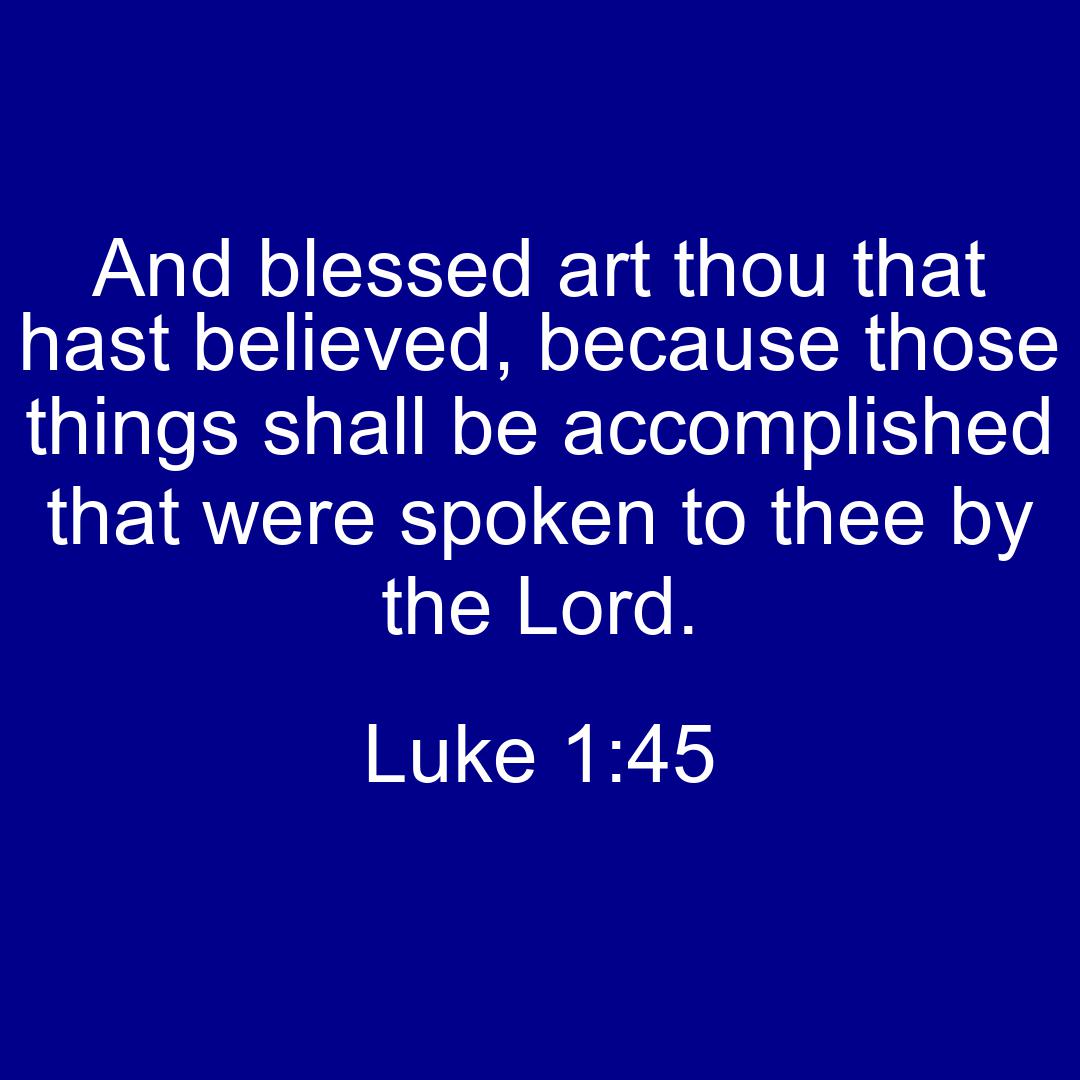 And blessed art thou that
hast believed, because those
things shall be accomplished
that were spoken to thee by
the Lord.
Luke 1:45